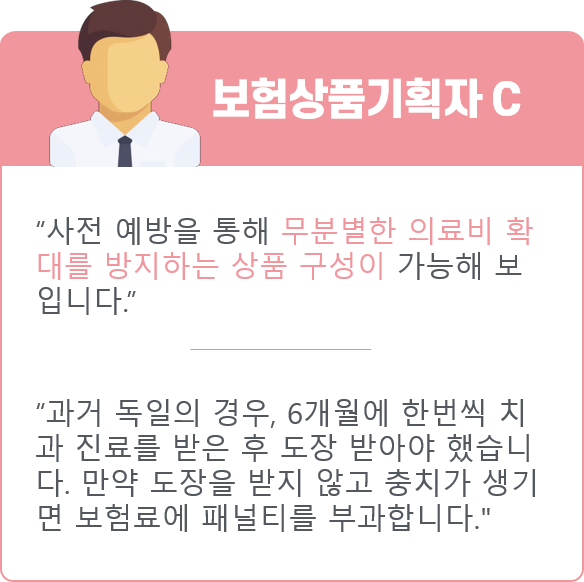 보험상품기획자 C
“사전 예방을 통해 무분별한 의료비 확
대를 방지하는 상품 구성이 가능해 보
입니다.”
“과거 독일의 경우, 6개월에 한번씩 치
과 진료를 받은 후 도장 받아야 했습니
다. 만약 도장을 받지 않고 충치가 생기
면 보험료에 패널티를 부과합니다."